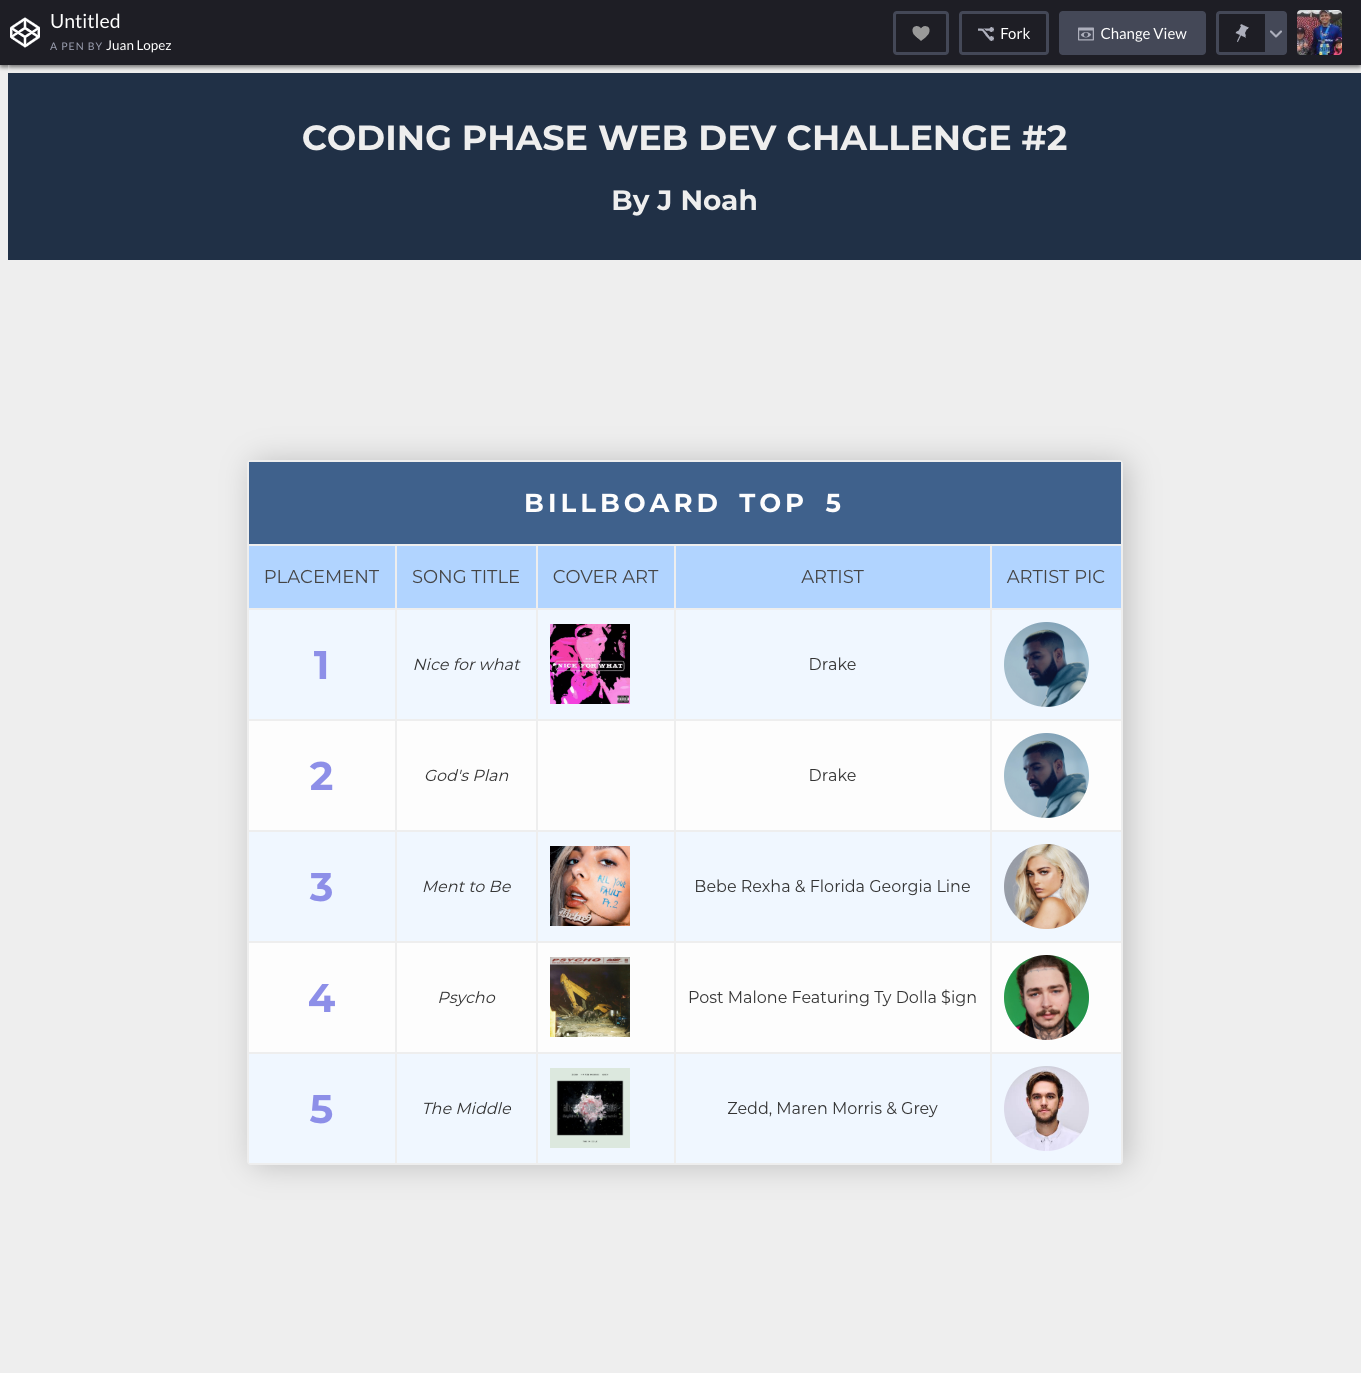 Untitled
A PEN BY Juan Lopez
Fork
Change View
CODING PHASE WEB DEV CHALLENGE #2
By J Noah
BILLBOARD TOP 5
PLACEMENT SONG TITLE COVER ART ARTIST ARTIST PIC
1 Nice for what NICE FOR WHAT Drake
2 God's Plan Drake
3 Ment to Be ALL YOUR FAULT Pt.2 Bebe Rexha & Florida Georgia Line
4 Psycho PSYCHO Post Malone Featuring Ty Dolla $ign
5 The Middle Zedd, Maren Morris & Grey